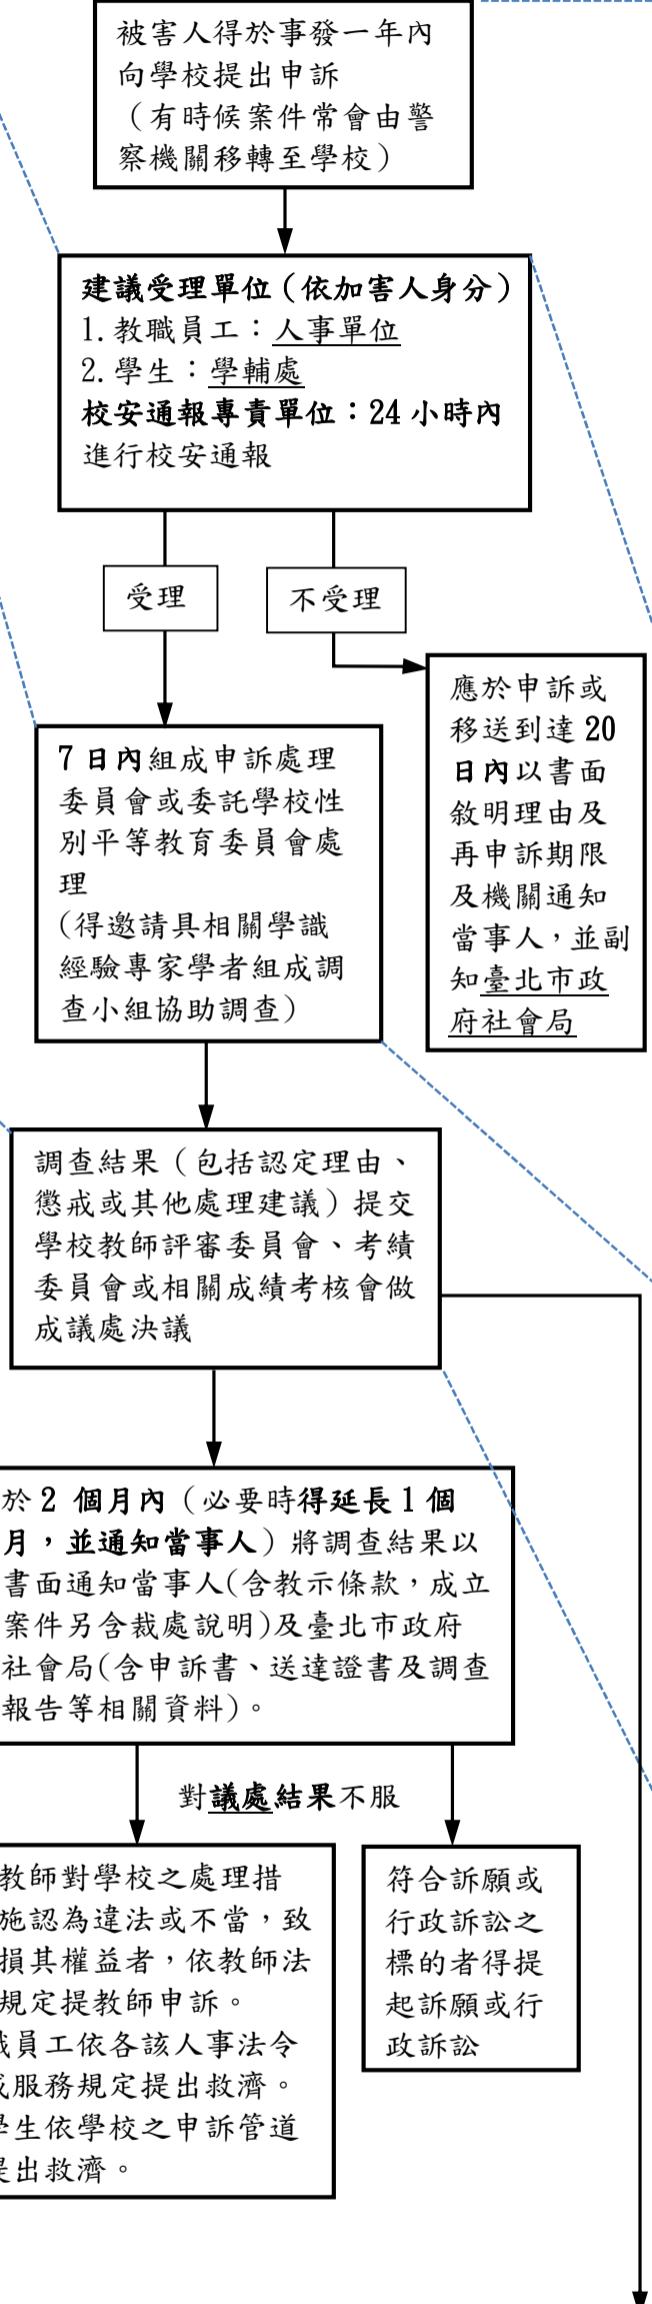 被害人得於事發一年內
向學校提出申訴
（有時候案件常會由警
察機關移轉至學校）
建議受理單位（依加害人身分）
1. 教職員工：人事單位
2. 學生：學輔處
校安通報專責單位：24 小時內
進行校安通報
受理
不受理
應於申訴或
移送到達 20
日內以書面
敘明理由及
再申訴期限
及機關通知
當事人，並副
知臺北市政
府社會局
7 日內組成申訴處理
委員會或委託學校性
別平等教育委員會處
理
(得邀請具相關學識
經驗專家學者組成調
查小組協助調查)
調查結果（包括認定理由、
懲戒或其他處理建議）提交
學校教師評審委員會、考績
委員會或相關成績考核會做
成議處決議
於 2 個月內（必要時得延長 1 個
月，並通知當事人）將調查結果以
書面通知當事人(含教示條款，成立
案件另含裁處說明)及臺北市政府
社會局(含申訴書、送達證書及調查
報告等相關資料)。
對議處結果不服
教師對學校之處理措
施認為違法或不當，致
損其權益者，依教師法
規定提教師申訴。
職員工依各該人事法令
或服務規定提出救濟。
學生依學校之申訴管道
提出救濟。
符合訴願或
行政訴訟之
標的者得提
起訴願或行
政訴訟